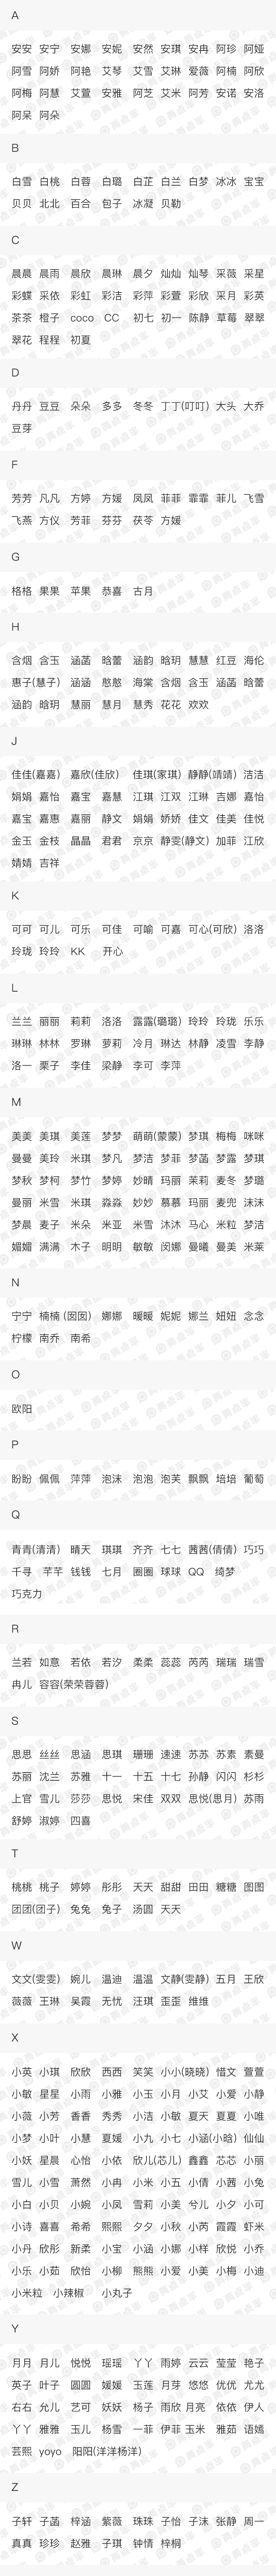 A
安安 安宁 安娜 安妮 安然 安琪 安冉 阿珍 阿娅
阿雪 阿娇 阿艳 艾琴 艾雪 艾琳 爱薇 阿楠 阿欣
阿梅 阿慧 艾萱 安雅 阿芝 艾米 阿芳 安诺 安洛
阿呆 阿朵
B
白雪 白桃 白蓉 白璐 白芷 白兰 白梦 冰冰 宝宝
贝贝 北北 百合 包子 冰凝 贝勒
C
晨晨 晨雨 晨欣 晨琳 晨夕 灿灿 灿琴 采薇 采星
彩蝶 采依 彩虹 彩洁 彩萍 彩萱 彩欣 采月 彩英
茶茶 橙子 coco CC 初七 初一 陈静 草莓 翠翠
翠花 程程 初夏
D
丹丹 豆豆 朵朵 多多 冬冬 丁丁(叮叮) 大头 大乔
豆芽
F
芳芳 凡凡 方婷 方媛 凤凤 菲菲 霏霏 菲儿 飞雪
飞燕 方仪 芳菲 芬芬 茯苓 方媛
G
格格 果果 苹果 恭喜 古月
H
含烟 含玉 涵菡 晗蕾 涵韵 晗玥 慧慧 红豆 海伦
惠子(慧子) 涵涵 憨憨 海棠 含烟 含玉 涵菡 晗蕾
涵韵 晗玥 慧丽 慧月 慧秀 花花 欢欢
J
佳佳(嘉嘉) 嘉欣(佳欣) 佳琪(家琪) 静静(靖靖) 洁洁
娟娟 嘉怡 嘉宝 嘉慧 江琪 江双 江琳 吉娜 嘉怡
嘉宝 嘉惠 嘉丽 静文 娟娟 娇娇 佳文 佳美 佳悦
金玉 金枝 晶晶 君君 京京 静雯(静文) 加菲 江欣
婧婧 吉祥
K
可可 可儿 可乐 可佳 可喻 可嘉 可心(可欣) 洛洛
玲珑 玲玲 KK 开心
L
兰兰 丽丽 莉莉 洛洛 露露(璐璐) 玲玲 玲珑 乐乐
琳琳 林林 罗琳 萝莉 冷月 琳达 林静 凌雪 李静
洛一 栗子 李佳 梁静 李可 李萍
M
美美 美琪 美莲 梦梦 萌萌(蒙蒙) 梦琪 梅梅 咪咪
曼曼 美玲 米琪 梦凡 梦洁 梦菲 梦菡 梦露 梦琪
梦秋 梦柯 梦竹 梦婷 妙晴 玛丽 茉莉 麦冬 梦璐
曼丽 米雪 米琪 淼淼 妙妙 慕慕 玛丽 麦兜 沫沫
梦晨 麦子 米朵 米亚 米雪 沐沐 马心 米粒 梦洁
媚媚 满满 木子 明明 敏敏 闵娜 曼曦 曼美 米莱
N
宁宁 楠楠 (囡囡) 娜娜 暖暖 妮妮 娜兰 妞妞 念念
柠檬 南乔 南希
O
欧阳
P
盼盼 佩佩 萍萍 泡沫 泡泡 泡芙 飘飘 培培 葡萄
Q
青青(清清) 晴天 琪琪 齐齐 七七 茜茜(倩倩) 巧巧
千寻 芊芊 钱钱 七月 圈圈 球球 QQ 绮梦
巧克力
R
兰若 如意 若依 若汐 柔柔 蕊蕊 芮芮 瑞瑞 瑞雪
冉儿 容容(荣荣蓉蓉)
S
思思 丝丝 思涵 思琪 珊珊 速速 苏苏 苏素 素曼
苏丽 沈兰 苏雅 十一 十五 十七 孙静 闪闪 杉杉
上官 雪儿 莎莎 思悦 宋佳 双双 思悦(思月) 苏雨
舒婷 淑婷 四喜
T
桃桃 桃子 婷婷 彤彤 天天 甜甜 田田 糖糖 图图
团团(团子) 兔兔 兔子 汤圆 天天
W
文文(雯雯) 婉儿 温迪 温温 文静(雯静) 五月 王欣
薇薇 王琳 吴霞 无忧 汪琪 歪歪 维维
X
小英 小琪 欣欣 西西 笑笑 小小(晓晓) 惜文 萱萱
小敏 星星 小雨 小雅 小玉 小月 小艾 小爱 小静
小薇 小芳 香香 秀秀 小洁 小敏 夏天 夏夏 小唯
小梦 小叶 小慧 夏媛 小九 小七 小涵(小晗) 仙仙
小妖 星晨 心怡 小依 欣儿(芯儿) 鑫鑫 芯芯 小丽
雪儿 小雪 萧然 小冉 小米 小五 小倩 小茜 小兔
小白 小贝 小婉 小凤 雪莉 小美 兮儿 小夕 小可
小诗 喜喜 希希 熙熙 夕夕 小秋 小芮 霞霞 虾米
小丹 欣彤 新柔 小宝 小涵 小娜 小样 欣悦 小乔
小乐 小茹 欣怡 小柳 熊熊 小爱 小美 小梅 小迪
小米粒 小辣椒 小丸子
Y
月月 月儿 悦悦 瑶瑶 丫丫 雨婷 云云 莹莹 艳子
英子 叶子 圆圆 媛媛 玉莲 月芽 悠悠 优优 尤尤
右右 允儿 艺可 妖妖 杨子 雨欣 月亮 依依 伊人
丫丫 雅雅 玉儿 杨雪 一菲 伊菲 玉米 雅茹 语嫣
芸熙 yoyo 阳阳(洋洋杨洋)
Z
子轩 子菡 梓涵 紫薇 珠珠 子怡 子沫 张静 周一
真真 珍珍 赵雅 子琪 钟情 梓桐